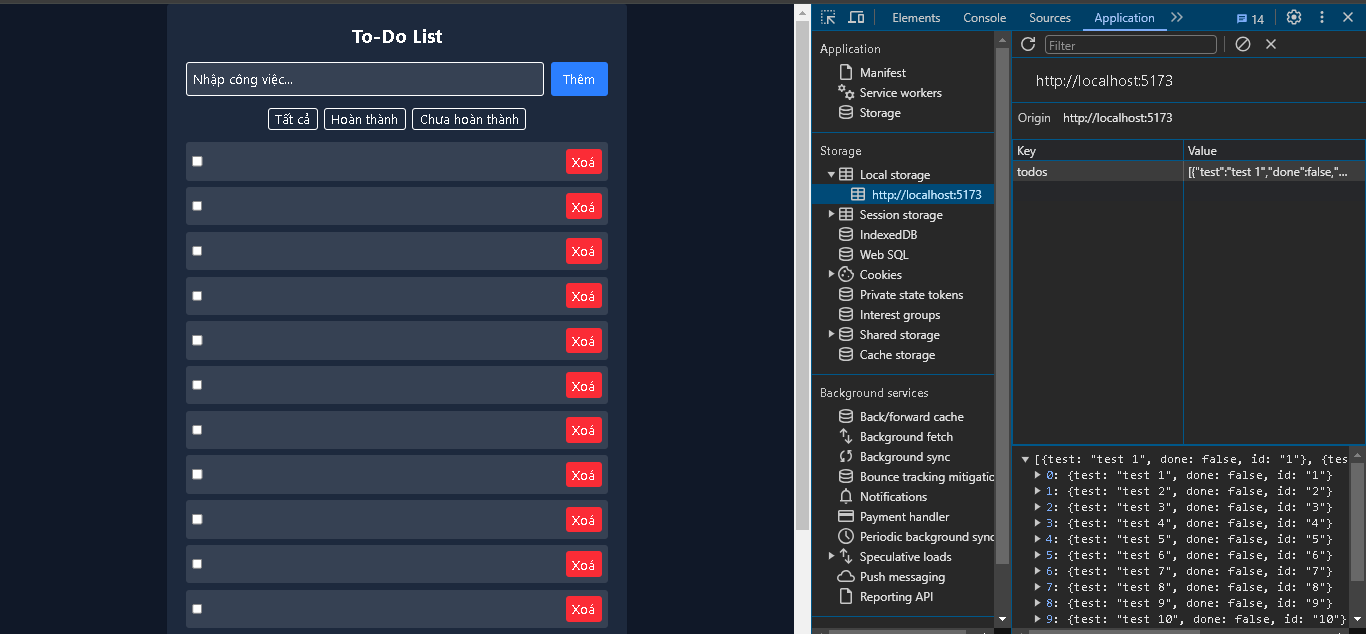 To-Do List
Nhập công việc...
Thêm
Tất cả
Hoàn thành
Chưa hoàn thành
Xoá
Xoá
Xoá
Xoá
Xoá
Xoá
Xoá
Xoá
Xoá
Xoá
Xoá
Elements
Console
Sources
Application
14
Application
Manifest
Service workers
Storage
Storage
Local storage
http://localhost:5173
Session storage
IndexedDB
Web SQL
Cookies
Private state tokens
Interest groups
Shared storage
Cache storage
Background services
Back/forward cache
Background fetch
Background sync
Bounce tracking mitigatio
Notifications
Payment handler
Periodic background sync
Speculative loads
Push messaging
Reporting API
Filter
http://localhost:5173
Origin http://localhost:5173
Key Value
todos [{"test":"test 1","done":false,"...
[{test: "test 1", done: false, id: "1"}, {tes
0: {test: "test 1", done: false, id: "1"}
1: {test: "test 2", done: false, id: "2"}
2: {test: "test 3", done: false, id: "3"}
3: {test: "test 4", done: false, id: "4"}
4: {test: "test 5", done: false, id: "5"}
5: {test: "test 6", done: false, id: "6"}
6: {test: "test 7", done: false, id: "7"}
7: {test: "test 8", done: false, id: "8"}
8: {test: "test 9", done: false, id: "9"}
9: {test: "test 10", done: false, id: "10"}